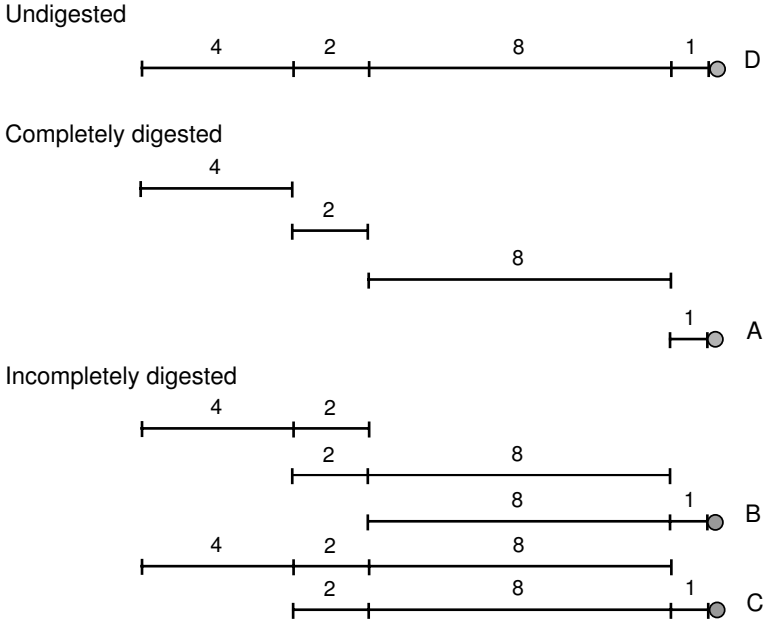 Undigested
4 2 8 1 D
Completely digested
4
2
8
1 A
Incompletely digested
4 2
2 8
8 1 B
4 2 8
2 8 1 C